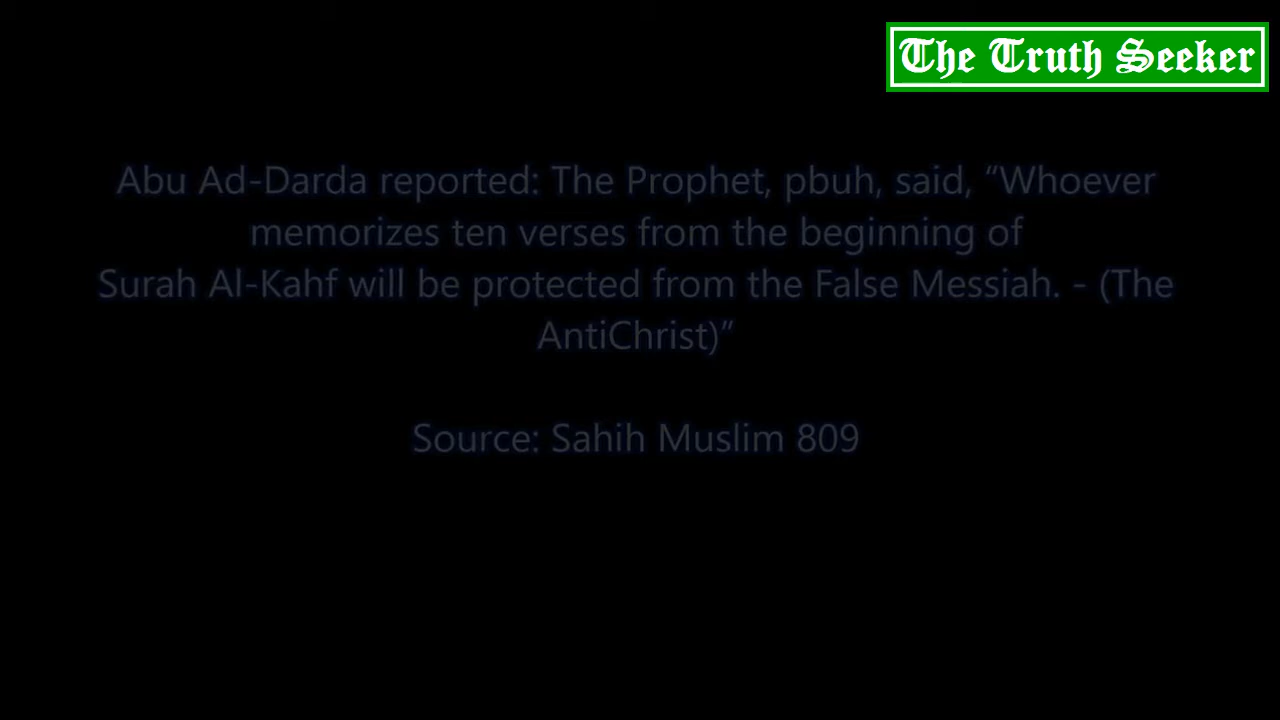 The Truth Seeker
Abu Ad-Darda reported: The Prophet, pbuh, said, “Whoever
memorizes ten verses from the beginning of
Surah Al-Kahf will be protected from the False Messiah. - (The
AntiChrist)”
Source: Sahih Muslim 809